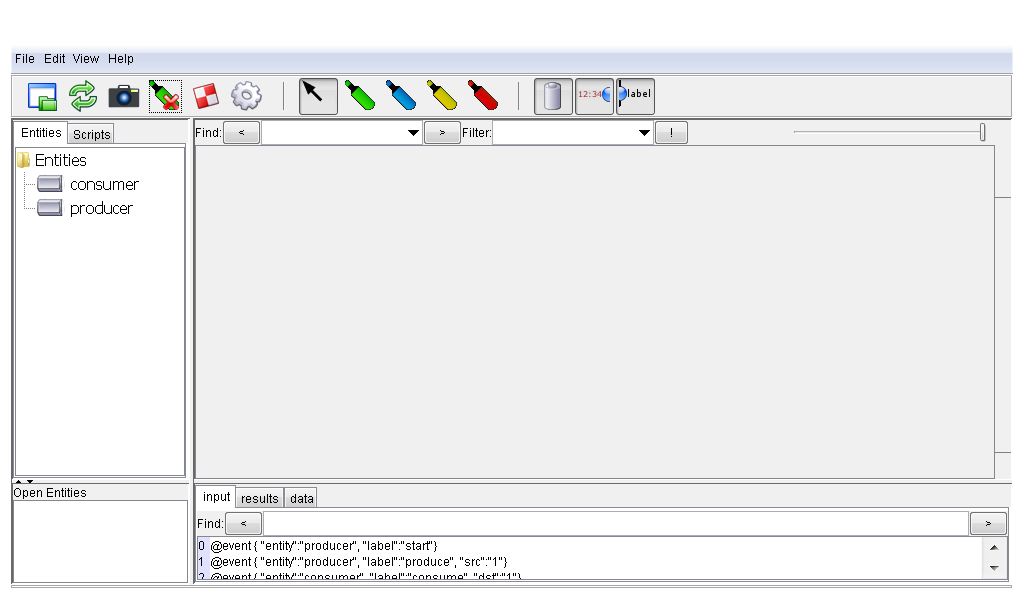 File Edit View Help
12:34 label
Entities Scripts
Find: < > Filter: !
Entities
consumer
producer
Open Entities
input results data
Find: < >
0 @event { "entity":"producer", "label":"start"}
1 @event { "entity":"producer", "label":"produce", "src":"1"}
2 @event { "entity":"consumer", "label":"consume", "dst":"1"}